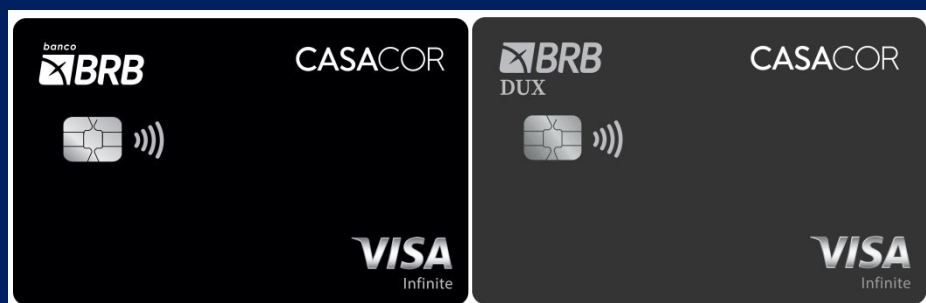 banco
BRB
CASACOR
VISA
Infinite
BRB
DUX
CASACOR
VISA
Infinite